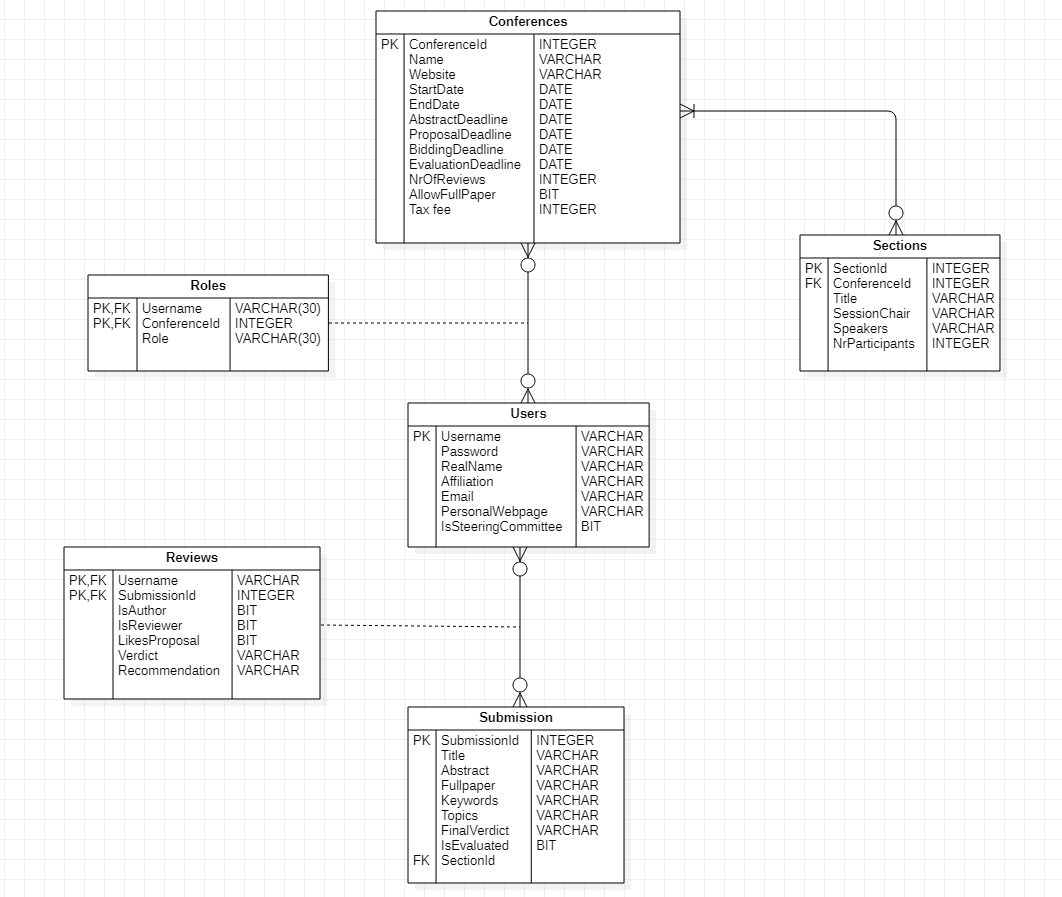 Conferences
PK ConferenceId INTEGER
Name VARCHAR
Website VARCHAR
StartDate DATE
EndDate DATE
AbstractDeadline DATE
ProposalDeadline DATE
BiddingDeadline DATE
EvaluationDeadline DATE
NrOfReviews INTEGER
AllowFullPaper BIT
Tax fee INTEGER
Sections
PK SectionId INTEGER
FK ConferenceId INTEGER
Title VARCHAR
SessionChair VARCHAR
Speakers VARCHAR
NrParticipants INTEGER
Roles
PK,FK Username VARCHAR(30)
PK,FK ConferenceId INTEGER
Role VARCHAR(30)
Users
PK Username VARCHAR
Password VARCHAR
RealName VARCHAR
Affiliation VARCHAR
Email VARCHAR
PersonalWebpage VARCHAR
IsSteeringCommittee BIT
Reviews
PK,FK Username VARCHAR
PK,FK SubmissionId INTEGER
IsAuthor BIT
IsReviewer BIT
LikesProposal BIT
Verdict VARCHAR
Recommendation VARCHAR
Submission
PK SubmissionId INTEGER
Title VARCHAR
Abstract VARCHAR
Fullpaper VARCHAR
Keywords VARCHAR
Topics VARCHAR
FinalVerdict VARCHAR
IsEvaluated BIT
FK SectionId